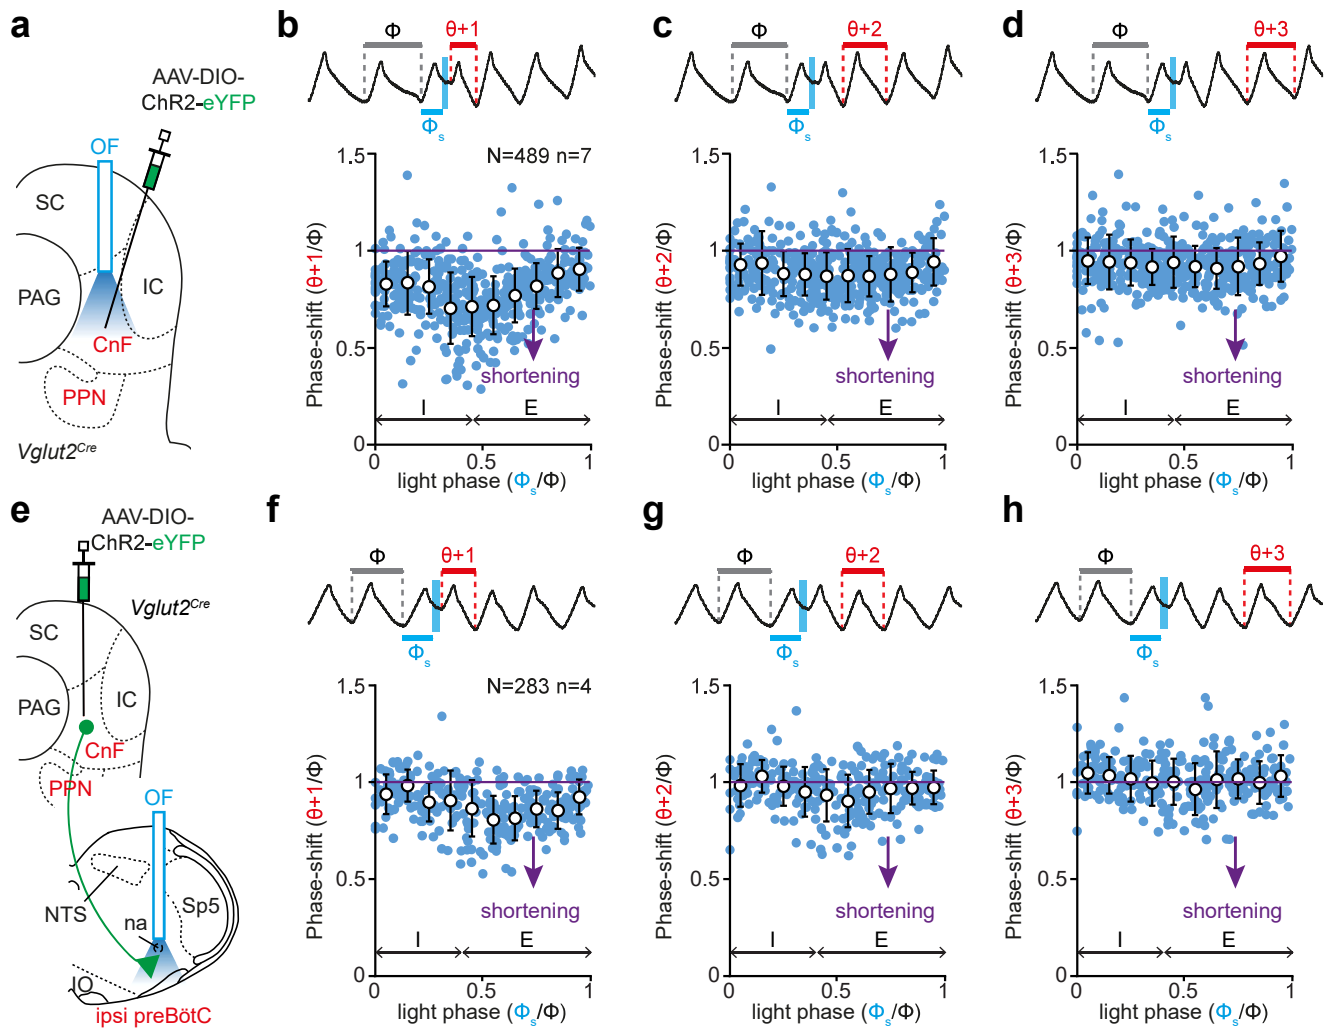 a
AAV-DIO-
ChR2-eYFP
OF
SC
PAG
IC
CnF
PPN
Vglut2Cre
b
Φ
θ+1
Φs
N=489 n=7
Phase-shift (θ+1/Φ)
1.5
1
0.5
0
shortening
I
E
0
0.5
1
light phase (Φs/Φ)
c
Φ
θ+2
Φs
Phase-shift (θ+2/Φ)
1.5
1
0.5
0
shortening
I
E
0
0.5
1
light phase (Φs/Φ)
d
Φ
θ+3
Φs
Phase-shift (θ+3/Φ)
1.5
1
0.5
0
shortening
I
E
0
0.5
1
light phase (Φs/Φ)
e
AAV-DIO-
ChR2-eYFP
Vglut2Cre
SC
PAG
IC
CnF
PPN
OF
NTS
na
Sp5
IO
ipsi preBötC
f
Φ
θ+1
Φs
N=283 n=4
Phase-shift (θ+1/Φ)
1.5
1
0.5
0
shortening
I
E
0
0.5
1
light phase (Φs/Φ)
g
Φ
θ+2
Φs
Phase-shift (θ+2/Φ)
1.5
1
0.5
0
shortening
I
E
0
0.5
1
light phase (Φs/Φ)
h
Φ
θ+3
Φs
Phase-shift (θ+3/Φ)
1.5
1
0.5
0
shortening
I
E
0
0.5
1
light phase (Φs/Φ)